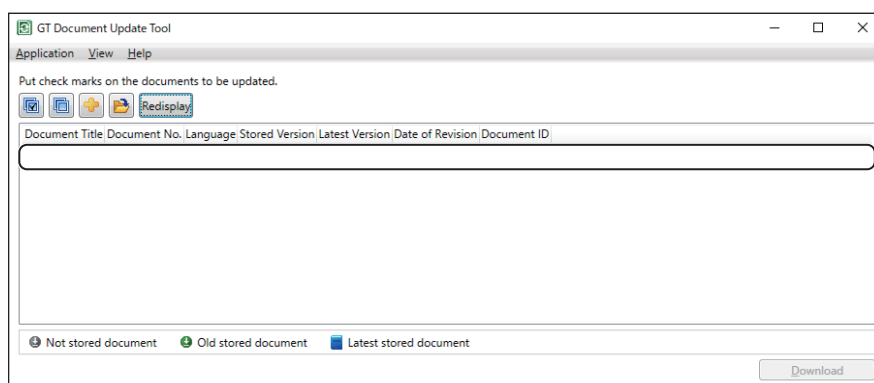 GT Document Update Tool
Application View Help
Put check marks on the documents to be updated.
Redisplay
Document Title Document No. Language Stored Version Latest Version Date of Revision Document ID
Not stored document Old stored document Latest stored document
Download